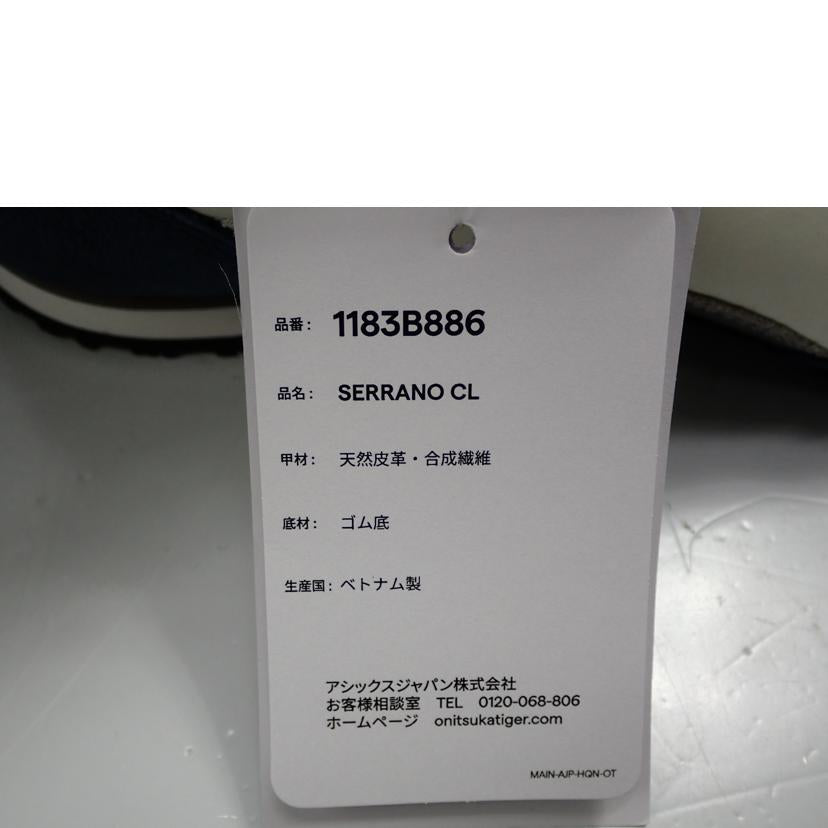 品番： 1183B886
品名： SERRANO CL
甲材： 天然皮革・合成繊維
底材： ゴム底
生産国： ベトナム製
アシックスジャパン株式会社
お客様相談室 TEL 0120-068-806
ホームページ onitsukatiger.com
MAIN-AJP-HQN-OT